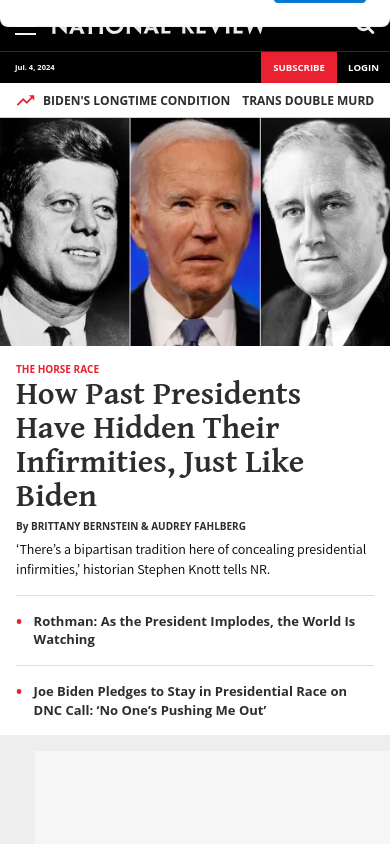 NATIONAL REVIEW
Jul. 4, 2024
SUBSCRIBE
LOGIN
BIDEN'S LONGTIME CONDITION
TRANS DOUBLE MURD
THE HORSE RACE
How Past Presidents
Have Hidden Their
Infirmities, Just Like
Biden
By BRITTANY BERNSTEIN & AUDREY FAHLBERG
‘There’s a bipartisan tradition here of concealing presidential
infirmities,’ historian Stephen Knott tells NR.
Rothman: As the President Implodes, the World Is
Watching
Joe Biden Pledges to Stay in Presidential Race on
DNC Call: ‘No One’s Pushing Me Out’